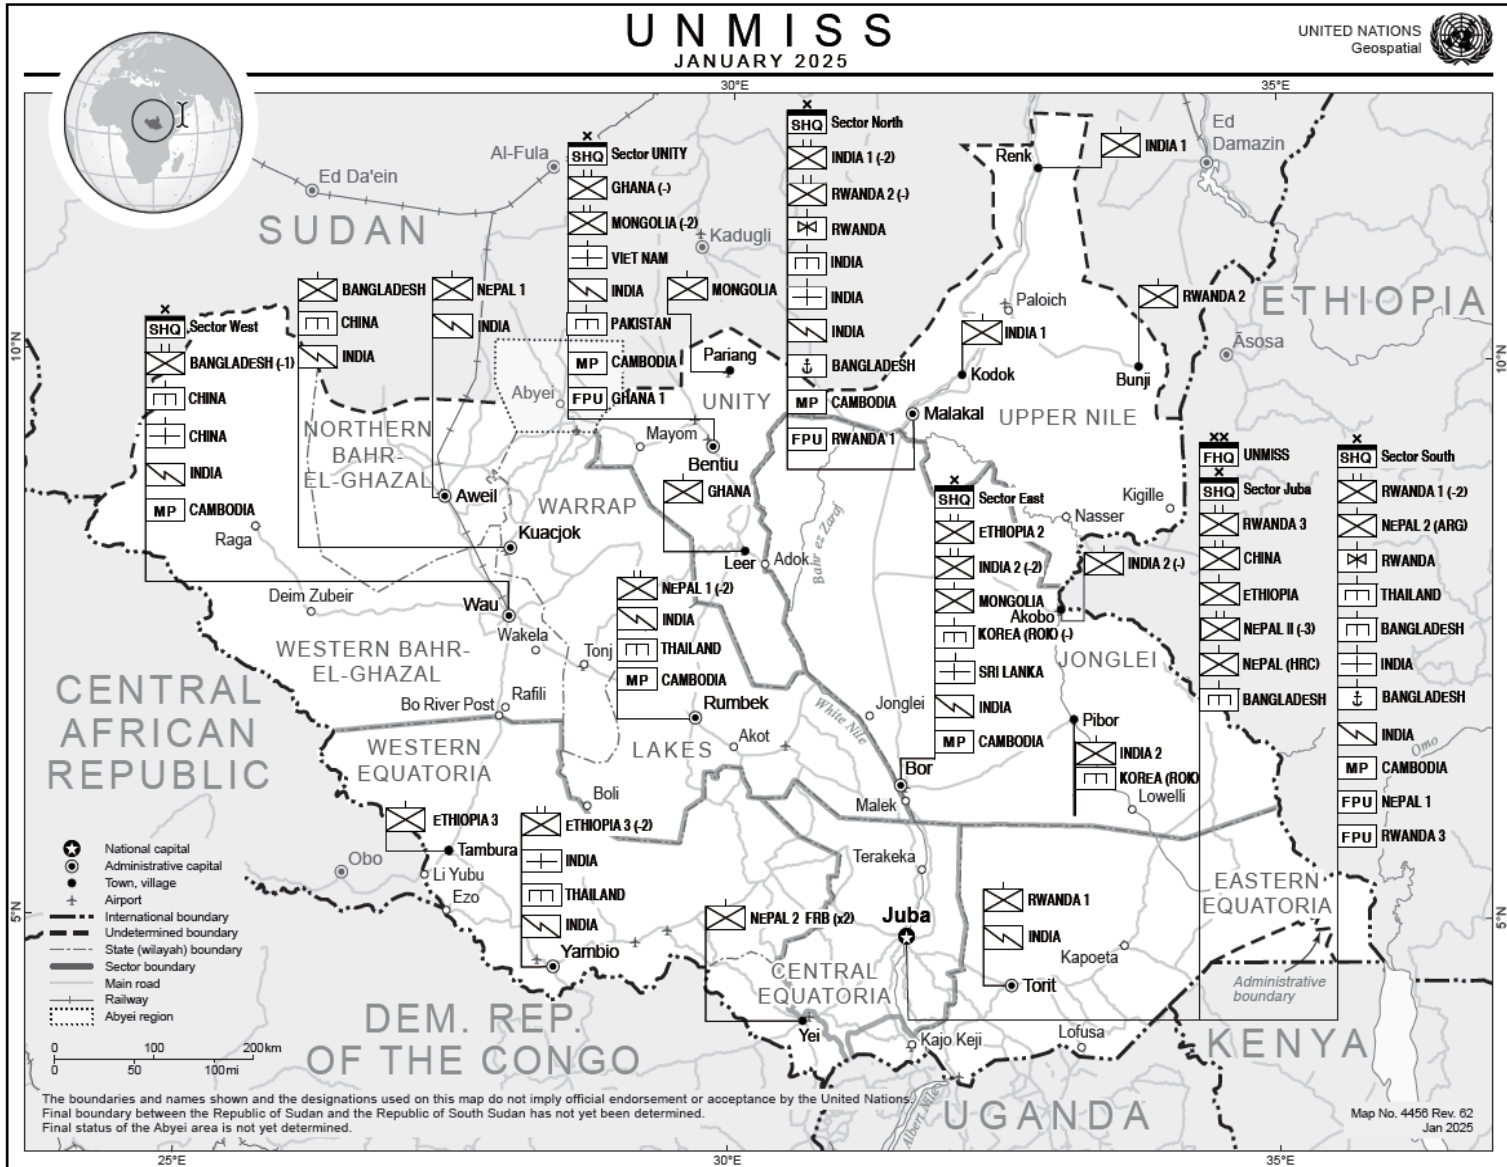 UNMISS
JANUARY 2025
UNITED NATIONS
Geospatial
30°E
35°E
SHQ Sector North
INDIA 1 (-2)
RWANDA 2 (-)
RWANDA
INDIA
INDIA
INDIA
BANGLADESH
MP CAMBODIA
FPU RWANDA 1
SHQ Sector UNITY
GHANA (-)
MONGOLIA (-2)
VIET NAM
INDIA
PAKISTAN
MP CAMBODIA
FPU GHANA 1
Renk
INDIA 1
Ed
Damazin
Al-Fula
Ed Da'ein
SUDAN
Kadugli
MONGOLIA
BANGLADESH
CHINA
INDIA
NEPAL 1
INDIA
SHQ Sector West
BANGLADESH (-1)
CHINA
CHINA
INDIA
MP CAMBODIA
Paloich
INDIA 1
RWANDA 2
ETHIOPIA
Āsosa
10°N
10°N
Pariang
Kodok
Bunji
Abyei
UNITY
Malakal
UPPER NILE
NORTHERN
BAHR-
EL-GHAZAL
Mayom
Bentiu
GHANA
Aweil
WARRAP
Kuacjok
Raga
Leer
Adok
Bahr ez Zaraf
Nasser
Kigille
SHQ Sector East
ETHIOPIA 2
INDIA 2 (-2)
MONGOLIA
KOREA (ROK) (-)
SRI LANKA
INDIA
MP CAMBODIA
INDIA 2 (-)
Akobo
JONGLEI
FHQ UNMISS
SHQ Sector Juba
RWANDA 3
CHINA
ETHIOPIA
NEPAL II (-3)
NEPAL (HRC)
BANGLADESH
SHQ Sector South
RWANDA 1 (-2)
NEPAL 2 (ARG)
RWANDA
THAILAND
BANGLADESH
INDIA
BANGLADESH
INDIA
MP CAMBODIA
FPU NEPAL 1
FPU RWANDA 3
Omo
Deim Zubeir
Wau
Wakela
Tonj
NEPAL 1 (-2)
INDIA
THAILAND
MP CAMBODIA
WESTERN BAHR-
EL-GHAZAL
Rafili
Bo River Post
Rumbek
Jonglei
White Nile
Pibor
INDIA 2
KOREA (ROK)
Lowelli
CENTRAL
AFRICAN
REPUBLIC
WESTERN
EQUATORIA
LAKES
Akot
Bor
Malek
Boli
ETHIOPIA 3
Tambura
ETHIOPIA 3 (-2)
INDIA
THAILAND
INDIA
Obo
Li Yubu
Ezo
Yambio
Terakeka
EASTERN
EQUATORIA
NEPAL 2 FRB (x2)
Juba
RWANDA 1
INDIA
Kapoeta
Torit
5°N
5°N
CENTRAL
EQUATORIA
Administrative
boundary
Yei
Kajo Keji
Lofusa
KENYA
DEM. REP.
OF THE CONGO
UGANDA
Albert Nile
National capital
Administrative capital
Town, village
Airport
International boundary
Undetermined boundary
State (wilayah) boundary
Sector boundary
Main road
Railway
Abyei region
0 100 200 km
0 50 100 mi
The boundaries and names shown and the designations used on this map do not imply official endorsement or acceptance by the United Nations.
Final boundary between the Republic of Sudan and the Republic of South Sudan has not yet been determined.
Final status of the Abyei area is not yet determined.
Map No. 4456 Rev. 62
Jan 2025
25°E
30°E
35°E